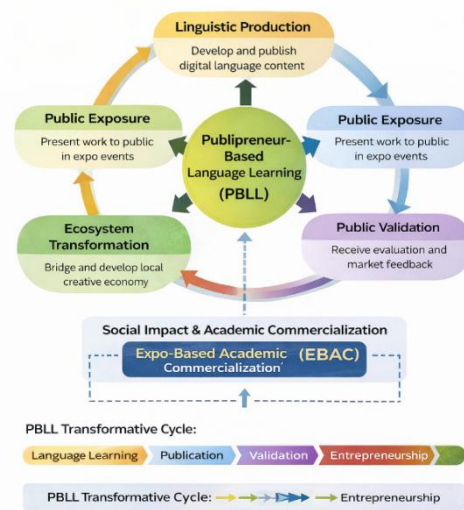 Linguistic Production
Develop and publish
digital language content
Public Exposure
Present work to public
in expo events
Publipreneur-
Based
Language Learning
(PBLL)
Public Exposure
Present work to public
in expo events
Ecosystem
Transformation
Bridge and develop local
creative economy
Public Validation
Receive evaluation and
market feedback
Social Impact & Academic Commercialization
Expo-Based Academic (EBAC)
Commercialization'
PBLL Transformative Cycle:
Language Learning Publication Validation Entrepreneurship
PBLL Transformative Cycle: Entrepreneurship